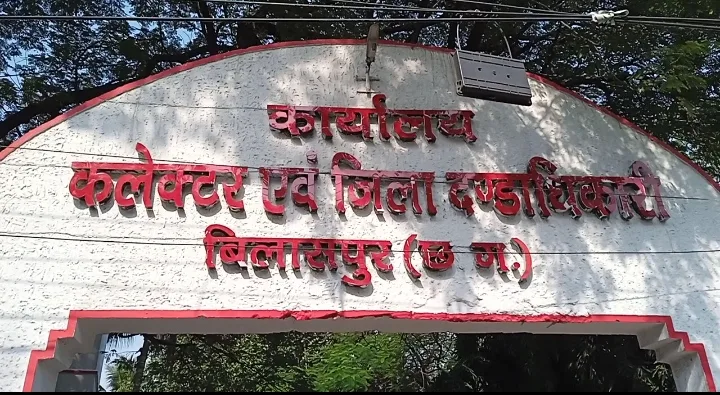 कार्यालय
कलेक्टर एवं जिला दण्डाधिकारी
बिलासपुर (छ ग.)